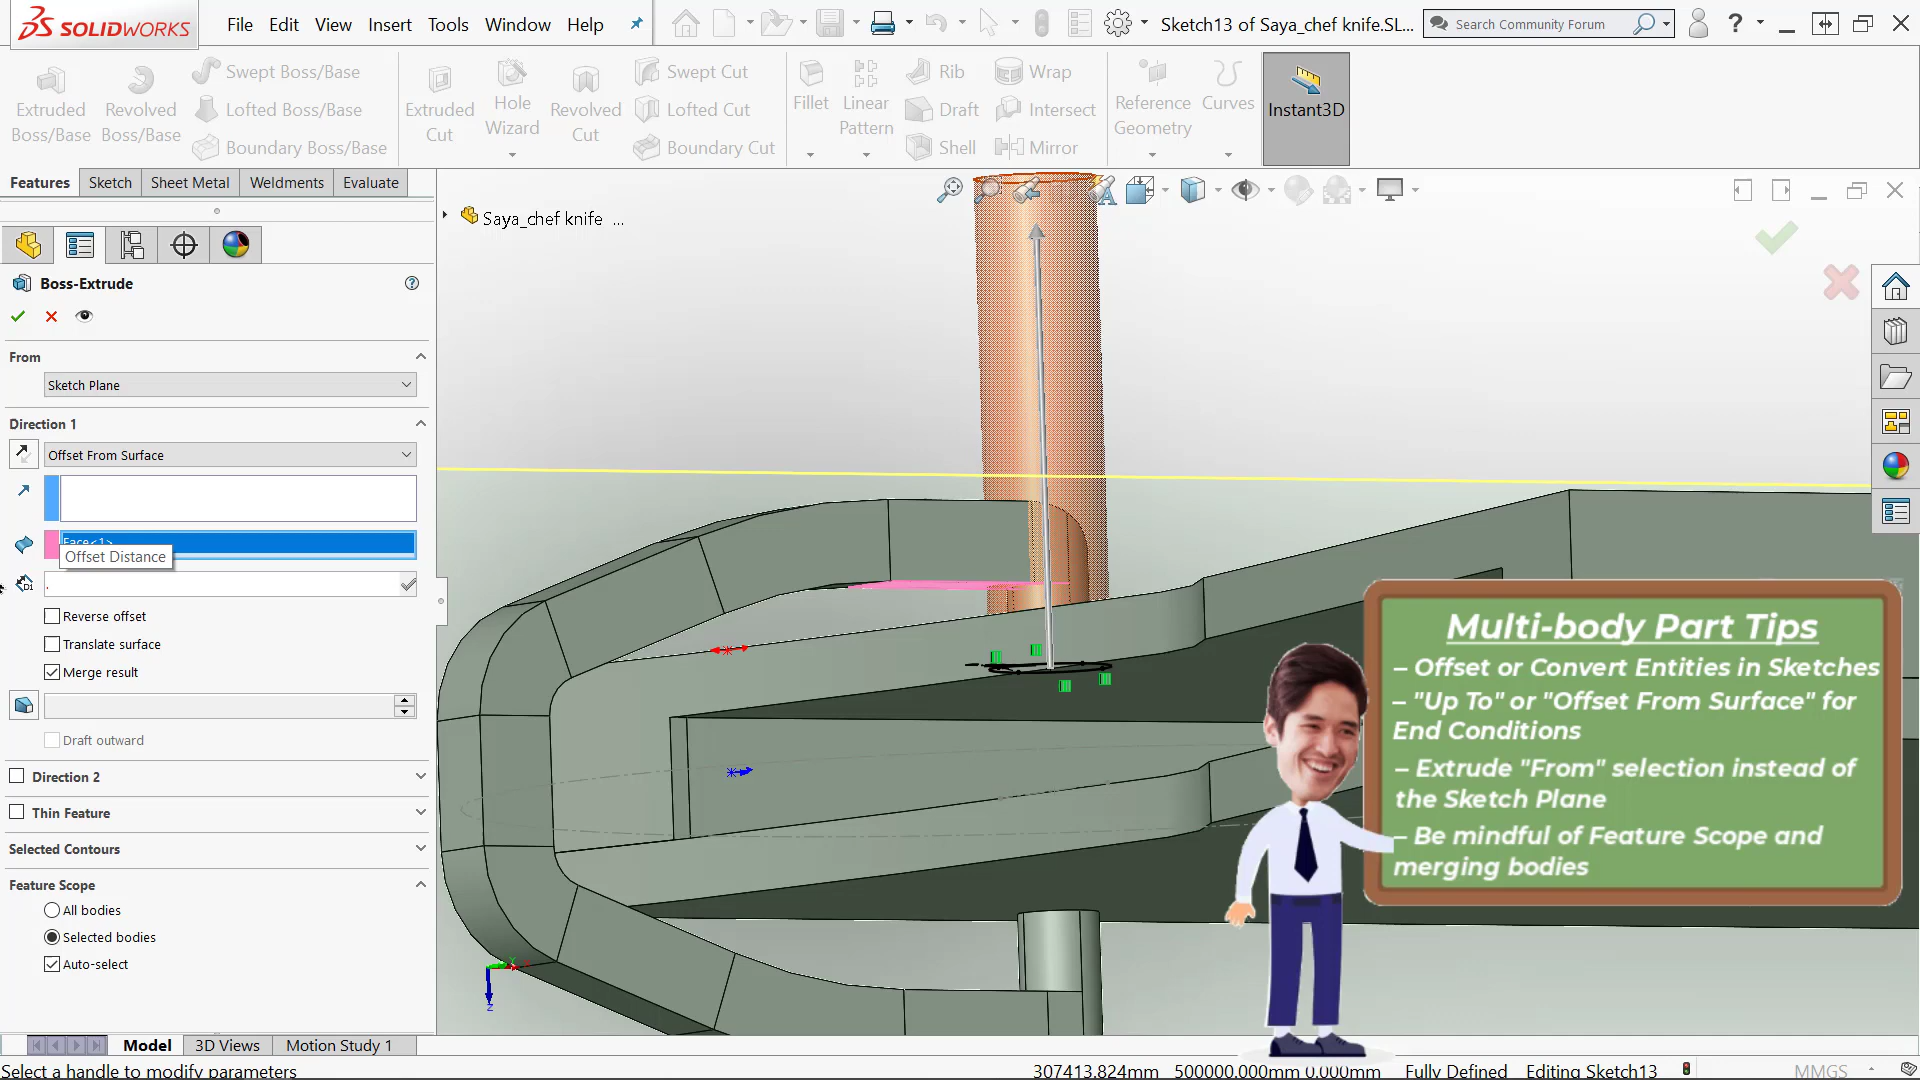 SOLIDWORKS
File Edit View Insert Tools Window Help
Sketch13 of Saya_chef knife.SL...
Search Community Forum
?
Extruded Boss/Base
Revolved Boss/Base
Swept Boss/Base
Lofted Boss/Base
Boundary Boss/Base
Extruded Cut
Hole Wizard
Revolved Cut
Swept Cut
Lofted Cut
Boundary Cut
Fillet
Linear Pattern
Rib
Draft
Shell
Wrap
Intersect
Mirror
Reference Geometry
Curves
Instant3D
Features Sketch Sheet Metal Weldments Evaluate
Saya_chef knife ...
Boss-Extrude
From
Sketch Plane
Direction 1
Offset From Surface
Face<1>
Offset Distance
D1
.
Reverse offset
Translate surface
Merge result
Draft outward
Direction 2
Thin Feature
Selected Contours
Feature Scope
All bodies
Selected bodies
Auto-select
Z
Multi-body Part Tips
– Offset or Convert Entities in Sketches
– "Up To" or "Offset From Surface" for
End Conditions
– Extrude "From" selection instead of
the Sketch Plane
– Be mindful of Feature Scope and
merging bodies
Model 3D Views Motion Study 1
Select a handle to modify parameters
307413.824mm 500000.000mm 0.000mm Fully Defined Editing Sketch13 MMGS